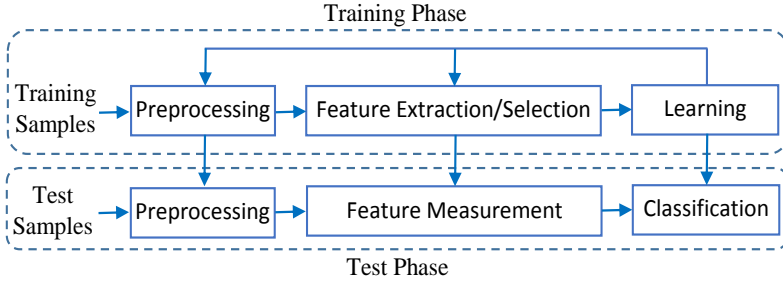 Training Phase
Training
Samples
Preprocessing
Feature Extraction/Selection
Learning
Test
Samples
Preprocessing
Feature Measurement
Classification
Test Phase